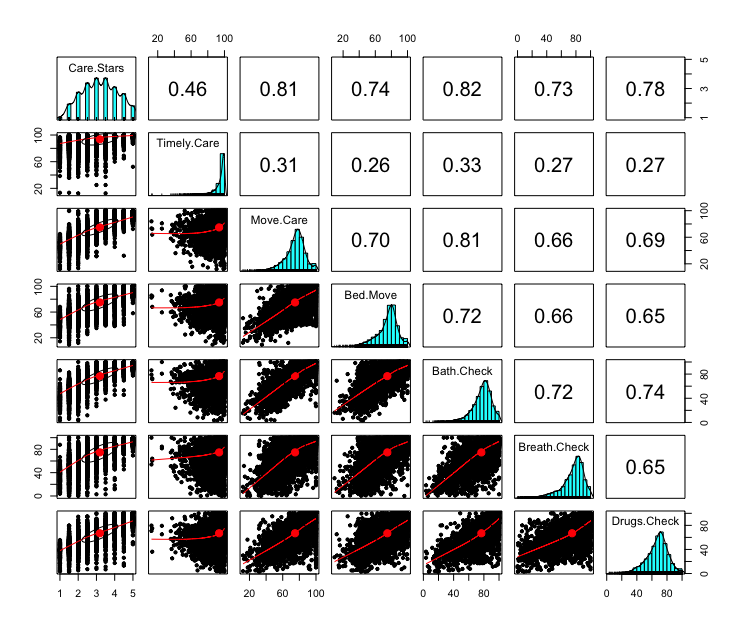 20 60 100 20 60 100 0 40 80
Care.Stars 0.46 0.81 0.74 0.82 0.73 0.78 1 3 5
20 60 100 Timely.Care 0.31 0.26 0.33 0.27 0.27
Move.Care 0.70 0.81 0.66 0.69 20 60 100
20 60 100 Bed.Move 0.72 0.66 0.65
Bath.Check 0.72 0.74 0 40 80
0 40 80 Breath.Check 0.65
Drugs.Check 0 40 80
1 2 3 4 5 20 60 100 0 40 80 0 40 80